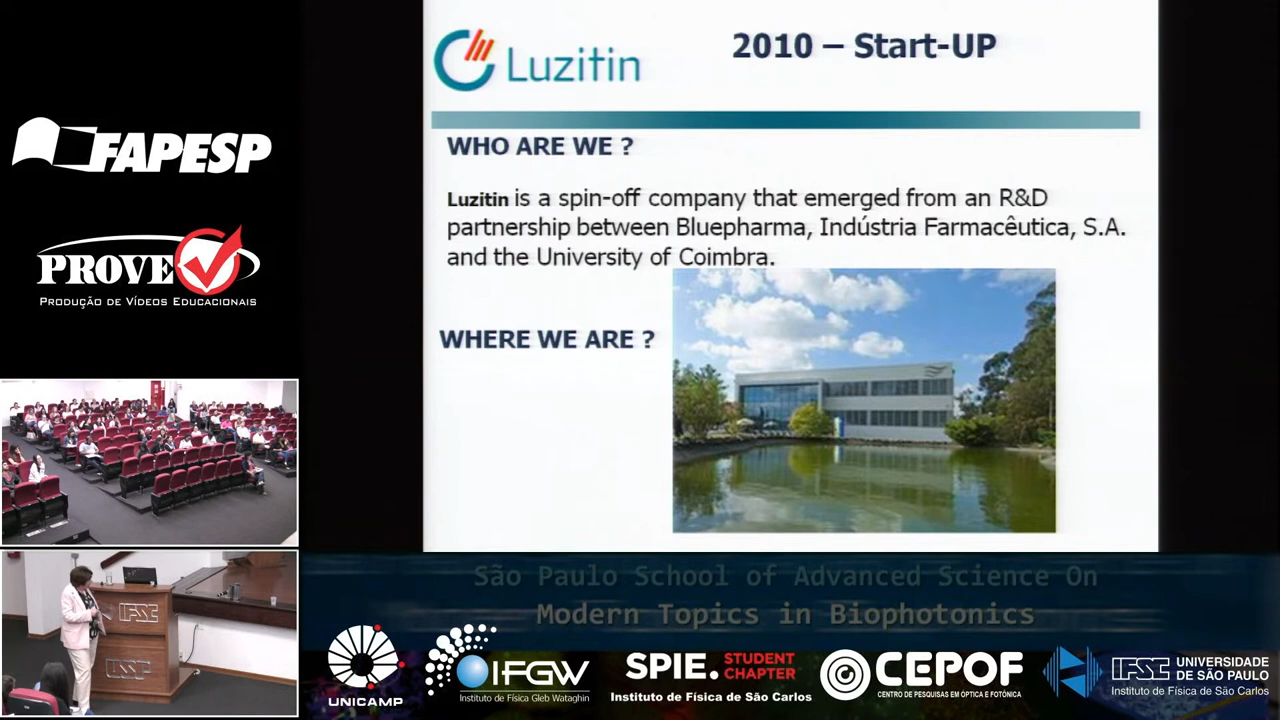 FAPESP
PROVE
PRODUÇÃO DE VÍDEOS EDUCACIONAIS
Luzitin
2010 – Start-UP
WHO ARE WE ?
Luzitin is a spin-off company that emerged from an R&D
partnership between Bluepharma, Indústria Farmacêutica, S.A.
and the University of Coimbra.
WHERE WE ARE ?
IFSC
São Paulo School of Advanced Science On
Modern Topics in Biophotonics
UNICAMP
IFGW
Instituto de Física Gleb Wataghin
SPIE. STUDENT
CHAPTER
Instituto de Física de São Carlos
CEPOF
CENTRO DE PESQUISAS EM ÓPTICA E FOTÔNICA
IFSC UNIVERSIDADE
DE SÃO PAULO
Instituto de Física de São Carlos